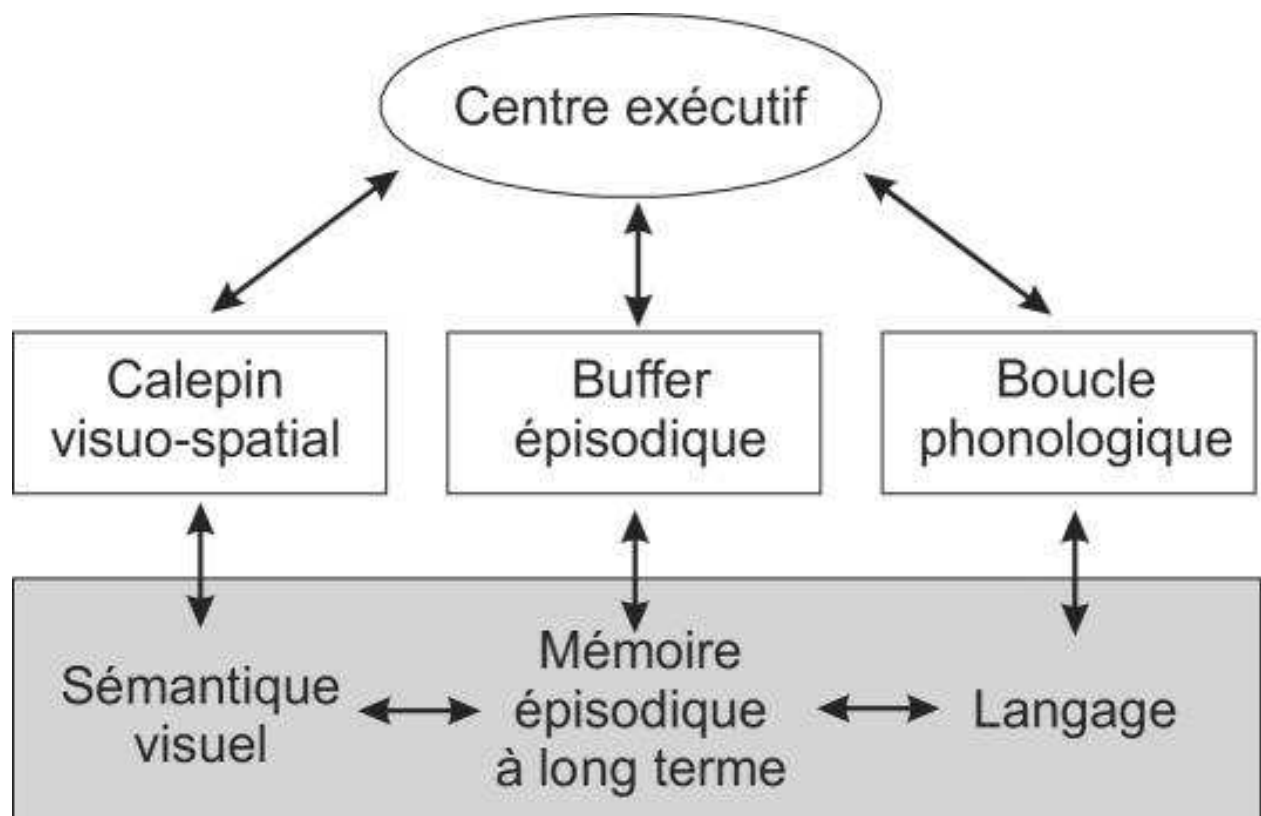 Centre exécutif
Calepin
visuo-spatial
Buffer
épisodique
Boucle
phonologique
Sémantique
visuel
Mémoire
épisodique
à long terme
Langage